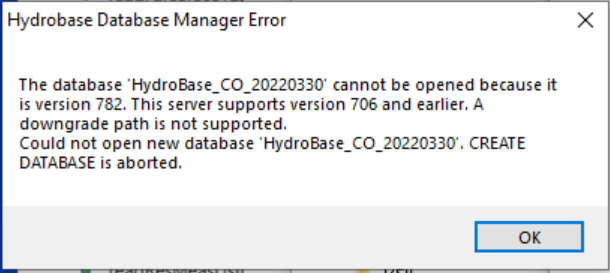 Hydrobase Database Manager Error
The database 'HydroBase_CO_20220330' cannot be opened because it
is version 782. This server supports version 706 and earlier. A
downgrade path is not supported.
Could not open new database 'HydroBase_CO_20220330'. CREATE
DATABASE is aborted.
OK